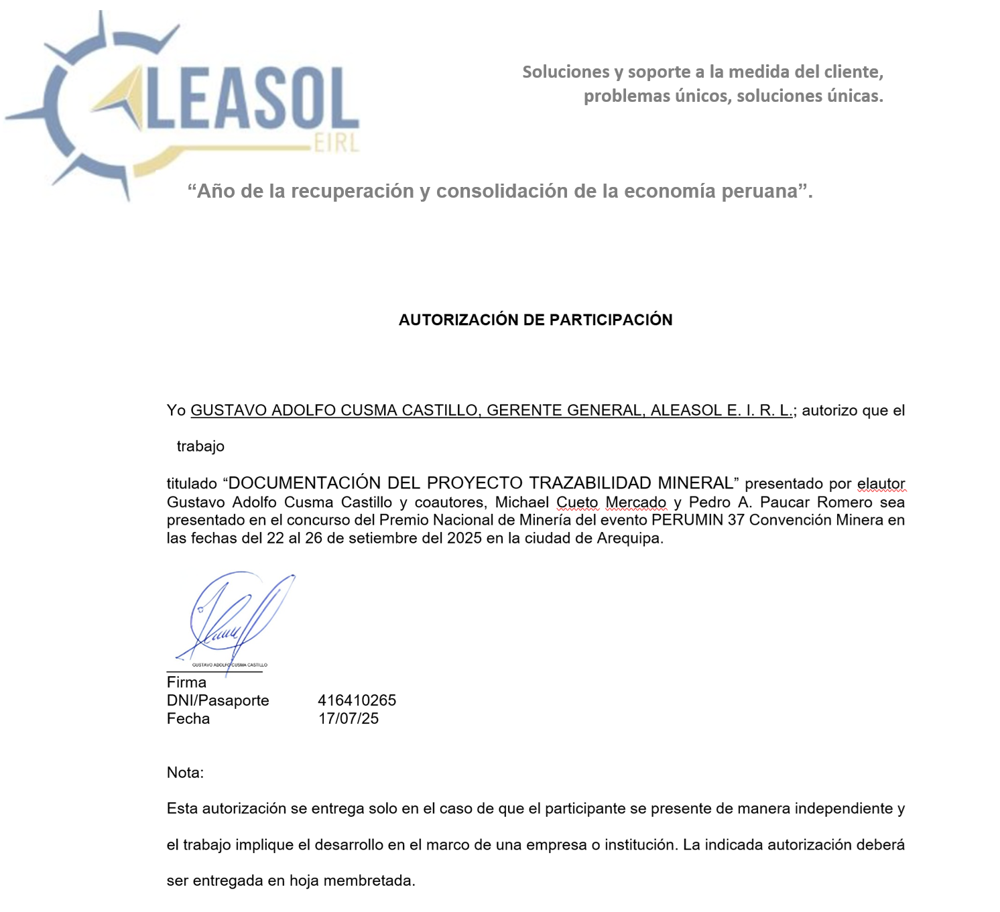 LEASOL
EIRL
Soluciones y soporte a la medida del cliente,
problemas únicos, soluciones únicas.
“Año de la recuperación y consolidación de la economía peruana”.
AUTORIZACIÓN DE PARTICIPACIÓN
Yo GUSTAVO ADOLFO CUSMA CASTILLO, GERENTE GENERAL, ALEASOL E. I. R. L.; autorizo que el
trabajo
titulado “DOCUMENTACIÓN DEL PROYECTO TRAZABILIDAD MINERAL” presentado por elautor
Gustavo Adolfo Cusma Castillo y coautores, Michael Cueto Mercado y Pedro A. Paucar Romero sea
presentado en el concurso del Premio Nacional de Minería del evento PERUMIN 37 Convención Minera en
las fechas del 22 al 26 de setiembre del 2025 en la ciudad de Arequipa.
GUSTAVO ADOLFO CUSMA CASTILLO
Firma
DNI/Pasaporte 416410265
Fecha 17/07/25
Nota:
Esta autorización se entrega solo en el caso de que el participante se presente de manera independiente y
el trabajo implique el desarrollo en el marco de una empresa o institución. La indicada autorización deberá
ser entregada en hoja membretada.